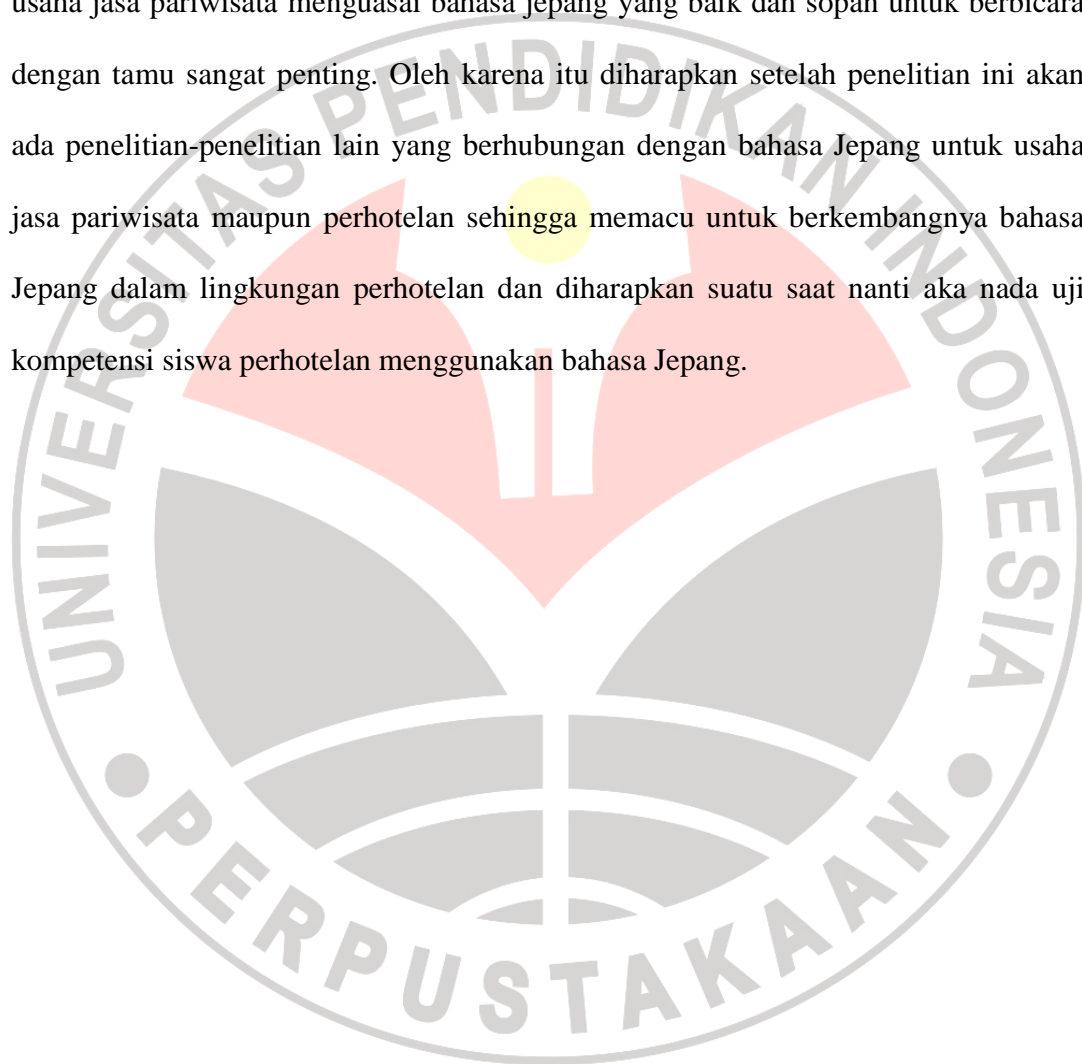 usaha jasa pariwisata menguasai bahasa jepang yang baik dan sopan untuk berbicara
dengan tamu sangat penting. Oleh karena itu diharapkan setelah penelitian ini akan
ada penelitian-penelitian lain yang berhubungan dengan bahasa Jepang untuk usaha
jasa pariwisata maupun perhotelan sehingga memacu untuk berkembangnya bahasa
Jepang dalam lingkungan perhotelan dan diharapkan suatu saat nanti aka nada uji
kompetensi siswa perhotelan menggunakan bahasa Jepang.
UNIVERSITAS PENDIDIKAN INDONESIA
PERPUSTAKAAN